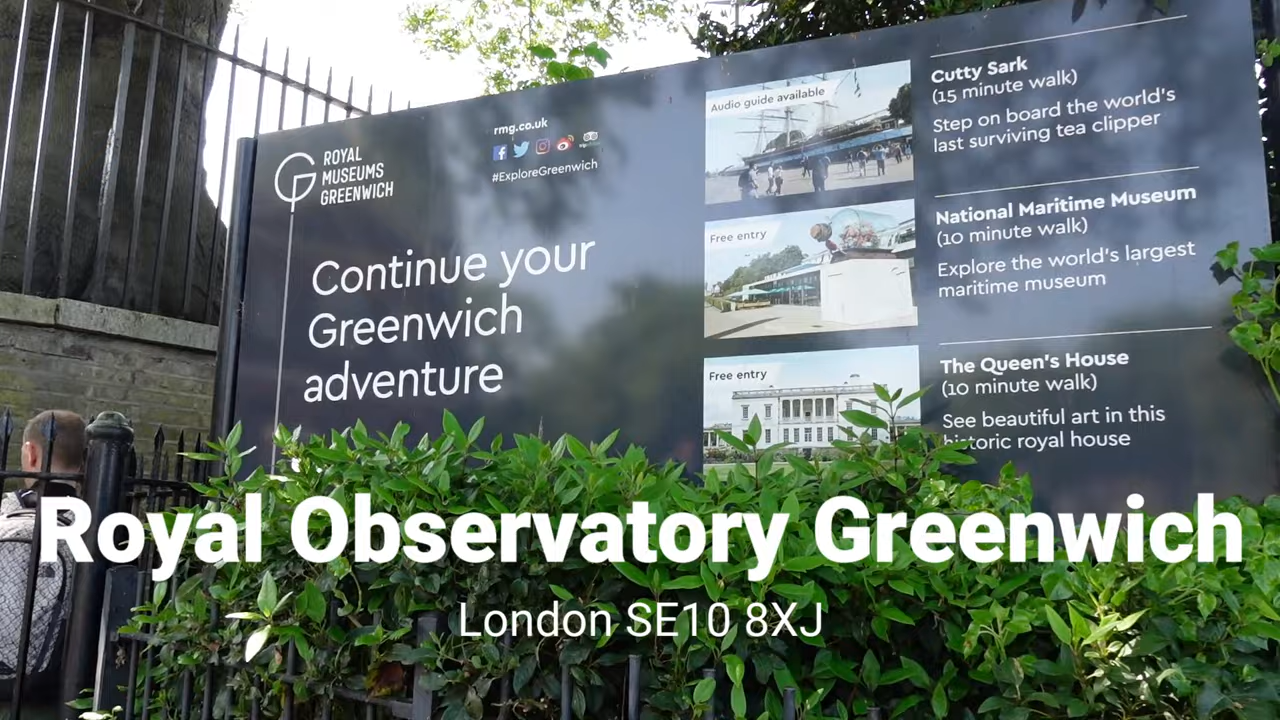 ROYAL
MUSEUMS
GREENWICH
rmg.co.uk
#ExploreGreenwich
Continue your
Greenwich
adventure
Audio guide available
Cutty Sark
(15 minute walk)
Step on board the world's
last surviving tea clipper
Free entry
National Maritime Museum
(10 minute walk)
Explore the world's largest
maritime museum
Free entry
The Queen's House
(10 minute walk)
See beautiful art in this
historic royal house
Royal Observatory Greenwich
London SE10 8XJ